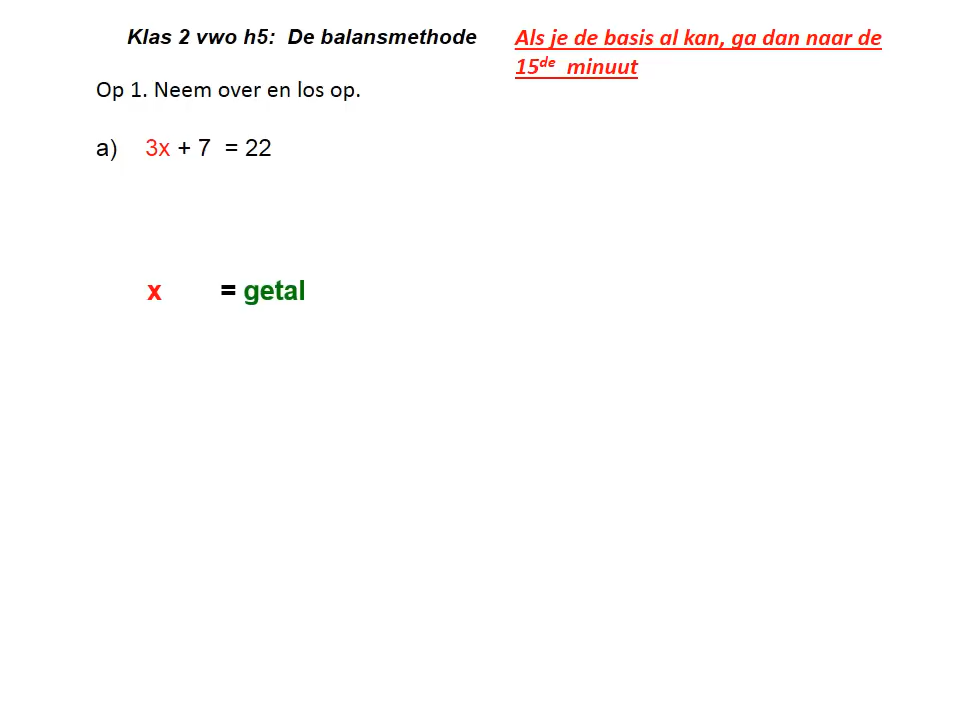 Klas 2 vwo h5: De balansmethode
Als je de basis al kan, ga dan naar de
15de minuut
Op 1. Neem over en los op.
a) 3x + 7 = 22
x = getal